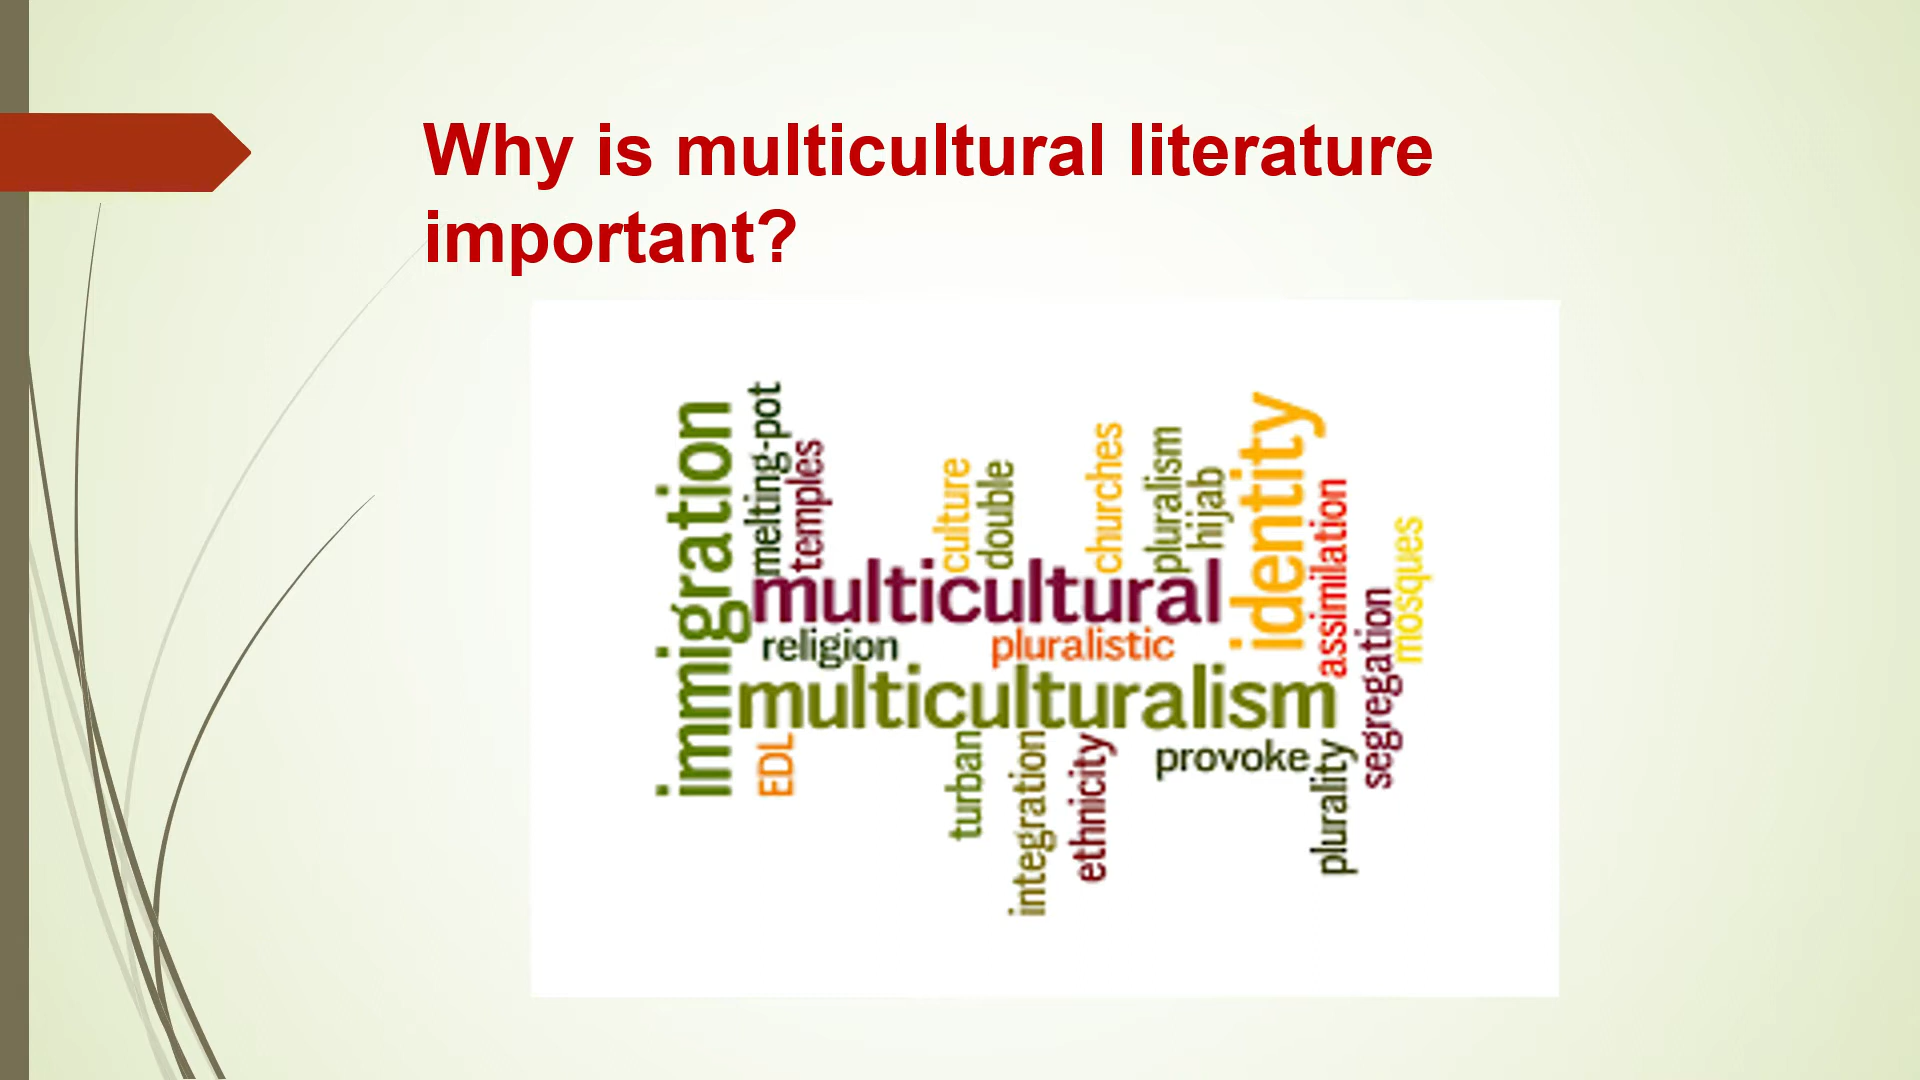 Why is multicultural literature
important?
immigration
melting-pot
temples
culture
double
churches
pluralism
hijab
identity
assimilation
mosques
segregation
multicultural
religion
pluralistic
multiculturalism
EDL
turban
integration
ethnicity
provoke
plurality